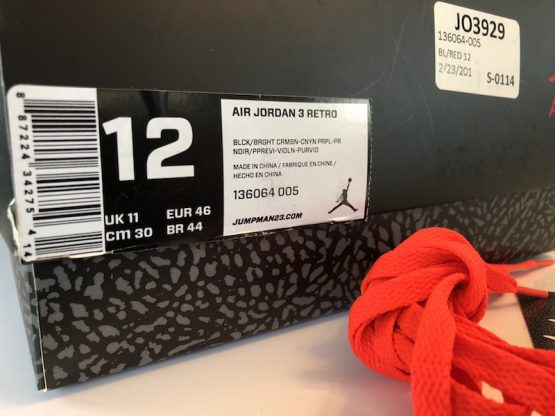 JO3929
136064-005
BL/RED 12
2/23/201
S-0114
8 87224 34275 4
12
UK 11 EUR 46
CM 30 BR 44
AIR JORDAN 3 RETRO
BLCK/BRGHT CRMSN-CNYN PRPL-PR
NOIR/PPREVI-VIOLN-PURVIO
MADE IN CHINA / FABRIQUE EN CHINE /
HECHO EN CHINA
136064 005
JUMPMAN23.COM